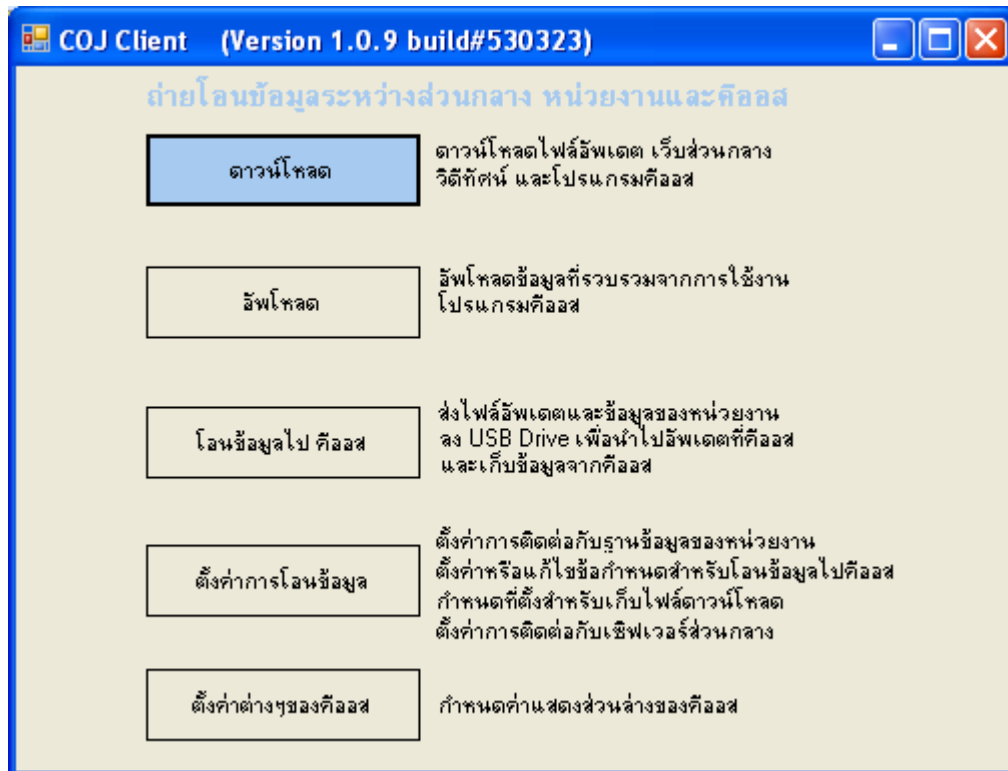 COJ Client (Version 1.0.9 build#530323)
ถ่ายโอนข้อมูลระหว่างส่วนกลาง หน่วยงานและคีออส
ดาวน์โหลด
ดาวน์โหลดไฟล์อัพเดต เว็บส่วนกลาง
วิดีทัศน์ และโปรแกรมคีออส
อัพโหลด
อัพโหลดข้อมูลที่รวบรวมจากการใช้งาน
โปรแกรมคีออส
โอนข้อมูลไป คีออส
ส่งไฟล์อัพเดตและข้อมูลของหน่วยงาน
ลง USB Drive เพื่อนำไปอัพเดตที่คีออส
และเก็บข้อมูลจากคีออส
ตั้งค่าการโอนข้อมูล
ตั้งค่าการติดต่อกับฐานข้อมูลของหน่วยงาน
ตั้งค่าหรือแก้ไขข้อกำหนดสำหรับโอนข้อมูลไปคีออส
กำหนดที่ตั้งสำหรับเก็บไฟล์ดาวน์โหลด
ตั้งค่าการติดต่อกับเซิฟเวอร์ส่วนกลาง
ตั้งค่าต่างๆของคีออส
กำหนดค่าแสดงส่วนล่างของคีออส